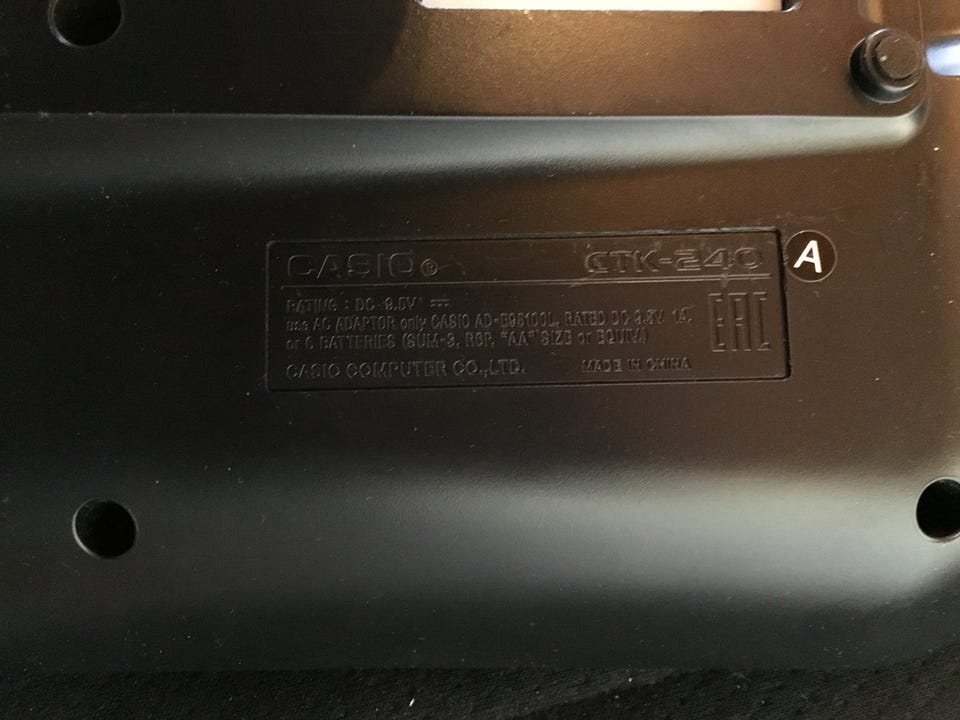 CASIO® CTK-240
RATING : DC 9.5V ⎓
use AC ADAPTOR only CASIO AD-E95100L, RATED DC 9.5V 1A,
or 6 BATTERIES (SUM-3, R6P, "AA" SIZE or EQUIV.)
EAC
CASIO COMPUTER CO.,LTD. MADE IN CHINA
A